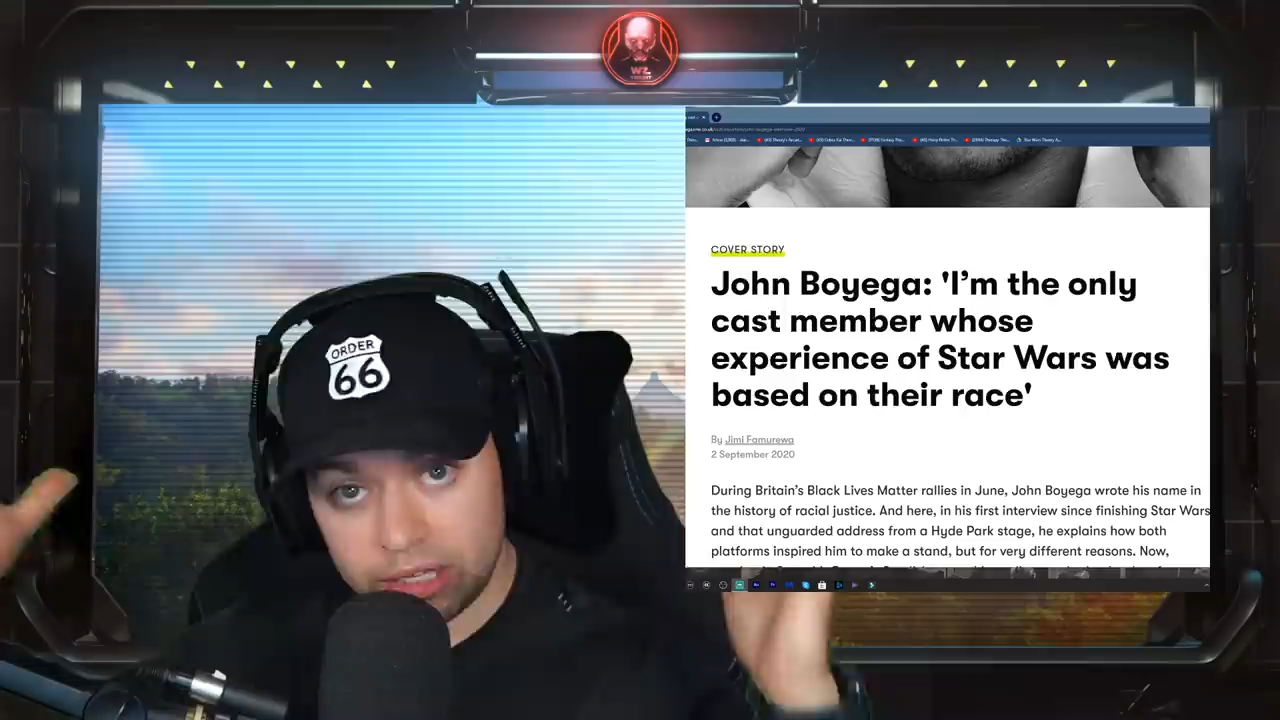 WZ
ORDER
66
COVER STORY
John Boyega: 'I’m the only
cast member whose
experience of Star Wars was
based on their race'
By Jimi Famurewa
2 September 2020
During Britain’s Black Lives Matter rallies in June, John Boyega wrote his name in
the history of racial justice. And here, in his first interview since finishing Star Wars
and that unguarded address from a Hyde Park stage, he explains how both
platforms inspired him to make a stand, but for very different reasons. Now,